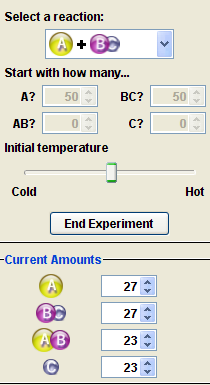 Select a reaction:
A + BC
Start with how many...
A? 50 BC? 50
AB? 0 C? 0
Initial temperature
Cold Hot
End Experiment
Current Amounts
A 27
BC 27
AB 23
C 23